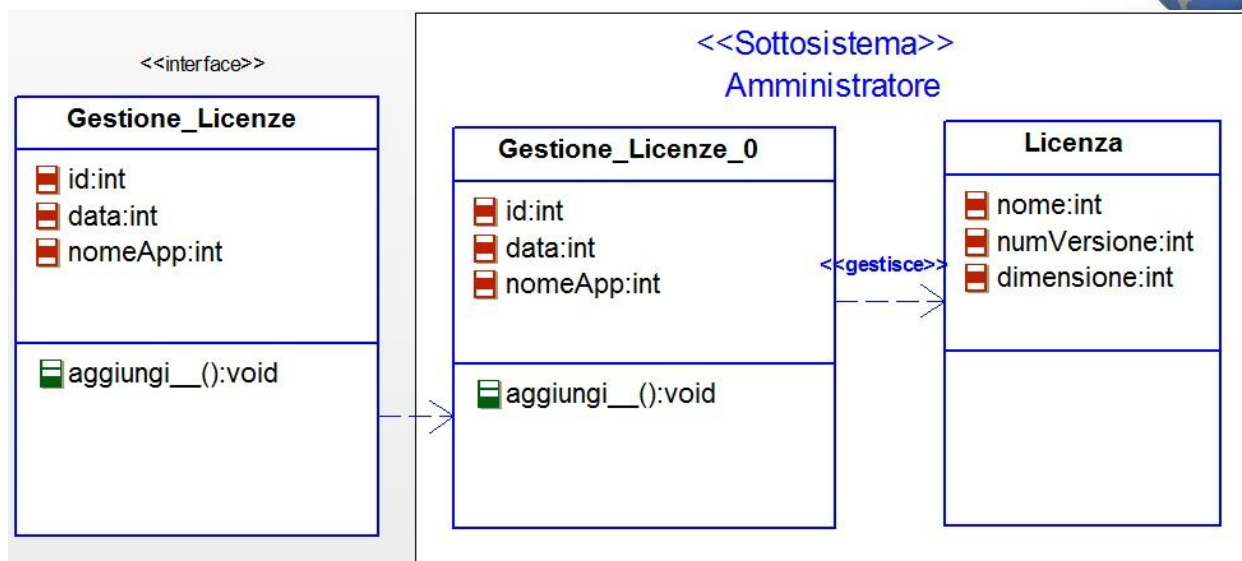 <<Sottosistema>>
Amministratore
<<interface>>
Gestione_Licenze
id:int
data:int
nomeApp:int
aggiungi__():void
Gestione_Licenze_0
id:int
data:int
nomeApp:int
aggiungi__():void
<<gestisce>>
Licenza
nome:int
numVersione:int
dimensione:int